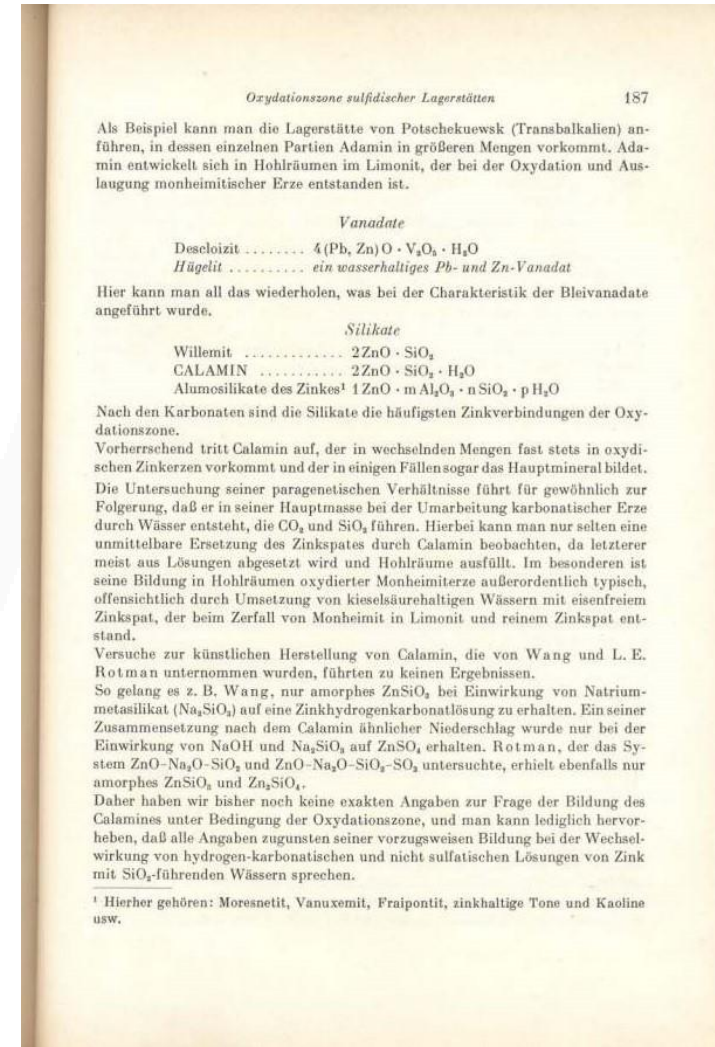 Oxydationszone sulfidischer Lagerstätten 187
Als Beispiel kann man die Lagerstätte von Potschekuewsk (Transbalkalien) an-
führen, in dessen einzelnen Partien Adamin in größeren Mengen vorkommt. Ada-
min entwickelt sich in Hohlräumen im Limonit, der bei der Oxydation und Aus-
laugung monheimitischer Erze entstanden ist.
Vanadate
Descloizit ........ 4 (Pb, Zn) O · V₂O₅ · H₂O
Hügelit .......... ein wasserhaltiges Pb- und Zn-Vanadat
Hier kann man all das wiederholen, was bei der Charakteristik der Bleivanadate
angeführt wurde.
Silikate
Willemit ............. 2 ZnO · SiO₂
CALAMIN ........... 2 ZnO · SiO₂ · H₂O
Alumosilikate des Zinkes¹ 1 ZnO · m Al₂O₃ · n SiO₂ · p H₂O
Nach den Karbonaten sind die Silikate die häufigsten Zinkverbindungen der Oxy-
dationszone.
Vorherrschend tritt Calamin auf, der in wechselnden Mengen fast stets in oxydi-
schen Zinkerzen vorkommt und der in einigen Fällen sogar das Hauptmineral bildet.
Die Untersuchung seiner paragenetischen Verhältnisse führt für gewöhnlich zur
Folgerung, daß er in seiner Hauptmasse bei der Umarbeitung karbonatischer Erze
durch Wässer entsteht, die CO₂ und SiO₂ führen. Hierbei kann man nur selten eine
unmittelbare Ersetzung des Zinkspates durch Calamin beobachten, da letzterer
meist aus Lösungen abgesetzt wird und Hohlräume ausfüllt. Im besonderen ist
seine Bildung in Hohlräumen oxydierter Monheimiterze außerordentlich typisch,
offensichtlich durch Umsetzung von kieselsäurehaltigen Wässern mit eisenfreiem
Zinkspat, der beim Zerfall von Monheimit in Limonit und reinem Zinkspat ent-
stand.
Versuche zur künstlichen Herstellung von Calamin, die von Wang und L. E.
Rotman unternommen wurden, führten zu keinen Ergebnissen.
So gelang es z. B. Wang, nur amorphes ZnSiO₃ bei Einwirkung von Natrium-
metasilikat (Na₂SiO₃) auf eine Zinkhydrogenkarbonatlösung zu erhalten. Ein seiner
Zusammensetzung nach dem Calamin ähnlicher Niederschlag wurde nur bei der
Einwirkung von NaOH und Na₂SiO₃ auf ZnSO₄ erhalten. Rotman, der das Sy-
stem ZnO-Na₂O-SiO₂ und ZnO-Na₂O-SiO₂-SO₃ untersuchte, erhielt ebenfalls nur
amorphes ZnSiO₃ und Zn₂SiO₄.
Daher haben wir bisher noch keine exakten Angaben zur Frage der Bildung des
Calamines unter Bedingung der Oxydationszone, und man kann lediglich hervor-
heben, daß alle Angaben zugunsten seiner vorzugsweisen Bildung bei der Wechsel-
wirkung von hydrogen-karbonatischen und nicht sulfatischen Lösungen von Zink
mit SiO₂-führenden Wässern sprechen.
¹ Hierher gehören: Moresnetit, Vanuxemit, Fraipontit, zinkhaltige Tone und Kaoline
usw.